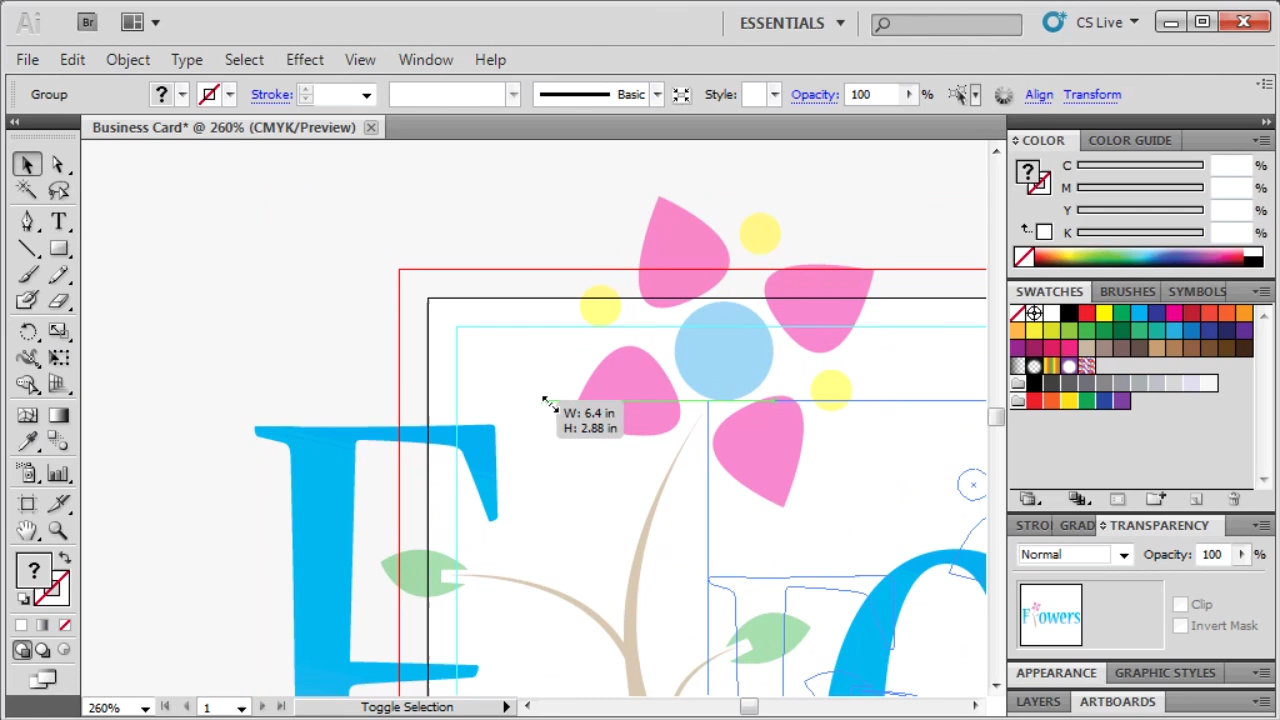 Ai Br ESSENTIALS CS Live
File Edit Object Type Select Effect View Window Help
Group ? Stroke: Basic Style: Opacity: 100 % Align Transform
Business Card* @ 260% (CMYK/Preview)
COLOR COLOR GUIDE
? C %
M %
Y %
K %
SWATCHES BRUSHES SYMBOLS
W: 6.4 in
H: 2.88 in
T
STRO GRAD TRANSPARENCY
Normal Opacity: 100 %
?
Flowers Clip
Invert Mask
APPEARANCE GRAPHIC STYLES
LAYERS ARTBOARDS
260% 1 Toggle Selection